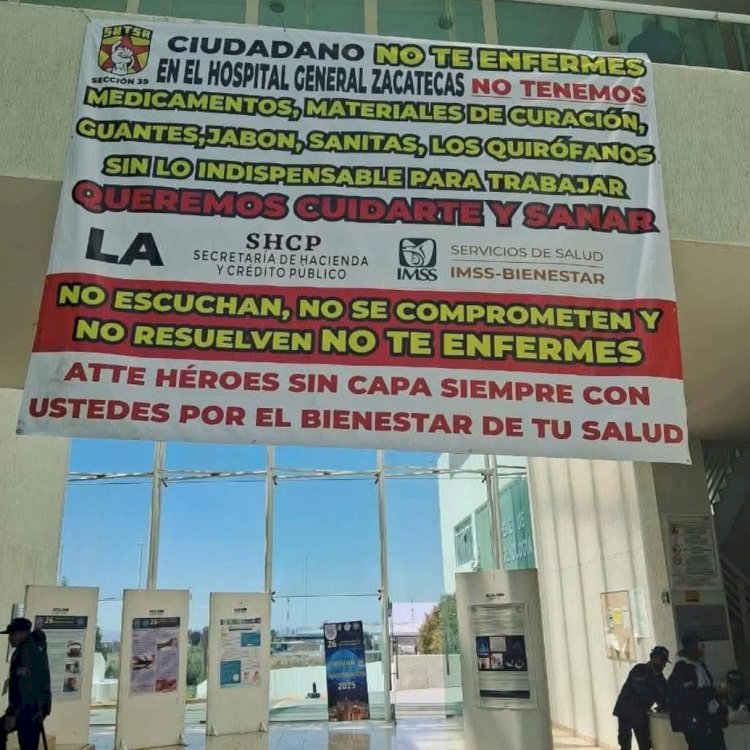 SNTSA
SECCIÓN 39
CIUDADANO NO TE ENFERMES
EN EL HOSPITAL GENERAL ZACATECAS NO TENEMOS
MEDICAMENTOS, MATERIALES DE CURACIÓN,
GUANTES,JABON, SANITAS, LOS QUIRÓFANOS
SIN LO INDISPENSABLE PARA TRABAJAR
QUEREMOS CUIDARTE Y SANAR
LA
SHCP
SECRETARÍA DE HACIENDA
Y CRÉDITO PÚBLICO
IMSS
SERVICIOS DE SALUD
IMSS-BIENESTAR
NO ESCUCHAN, NO SE COMPROMETEN Y
NO RESUELVEN NO TE ENFERMES
ATTE HÉROES SIN CAPA SIEMPRE CON
USTEDES POR EL BIENESTAR DE TU SALUD
26
26
26
2025